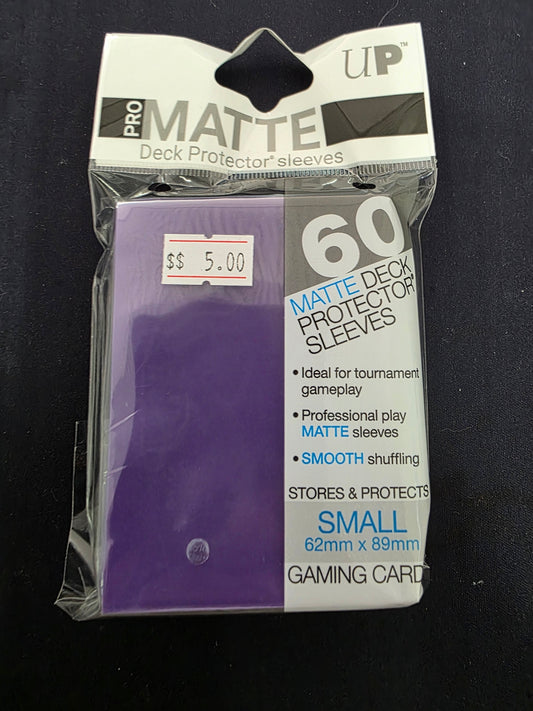 UP™
PRO MATTE
Deck Protector® sleeves
$$ 5.00
60
MATTE DECK
PROTECTOR®
SLEEVES
• Ideal for tournament
gameplay
• Professional play
MATTE sleeves
• SMOOTH shuffling
STORES & PROTECTS
SMALL
62mm x 89mm
GAMING CARD